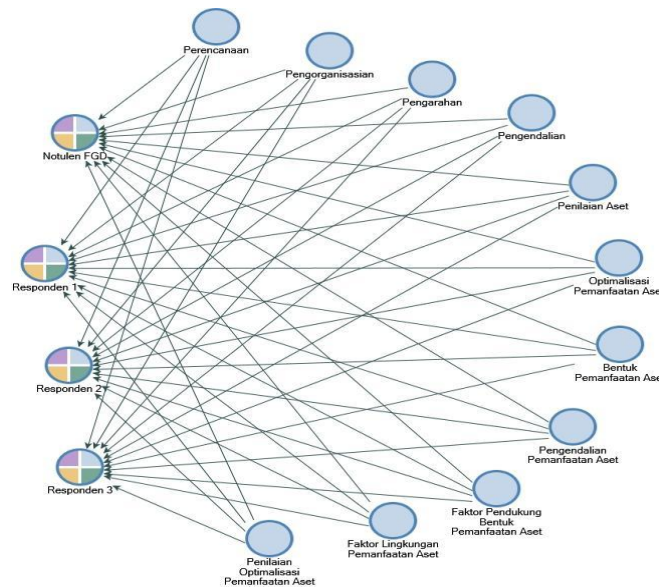 Perencanaan
Pengorganisasian
Pengarahan
Pengendalian
Notulen FGD
Penilaian Aset
Responden 1
Optimalisasi
Pemanfaatan Aset
Responden 2
Bentuk
Pemanfaatan Aset
Pengendalian
Pemanfaatan Aset
Responden 3
Faktor Pendukung
Bentuk
Pemanfaatan Aset
Faktor Lingkungan
Pemanfaatan Aset
Penilaian
Optimalisasi
Pemanfaatan Aset